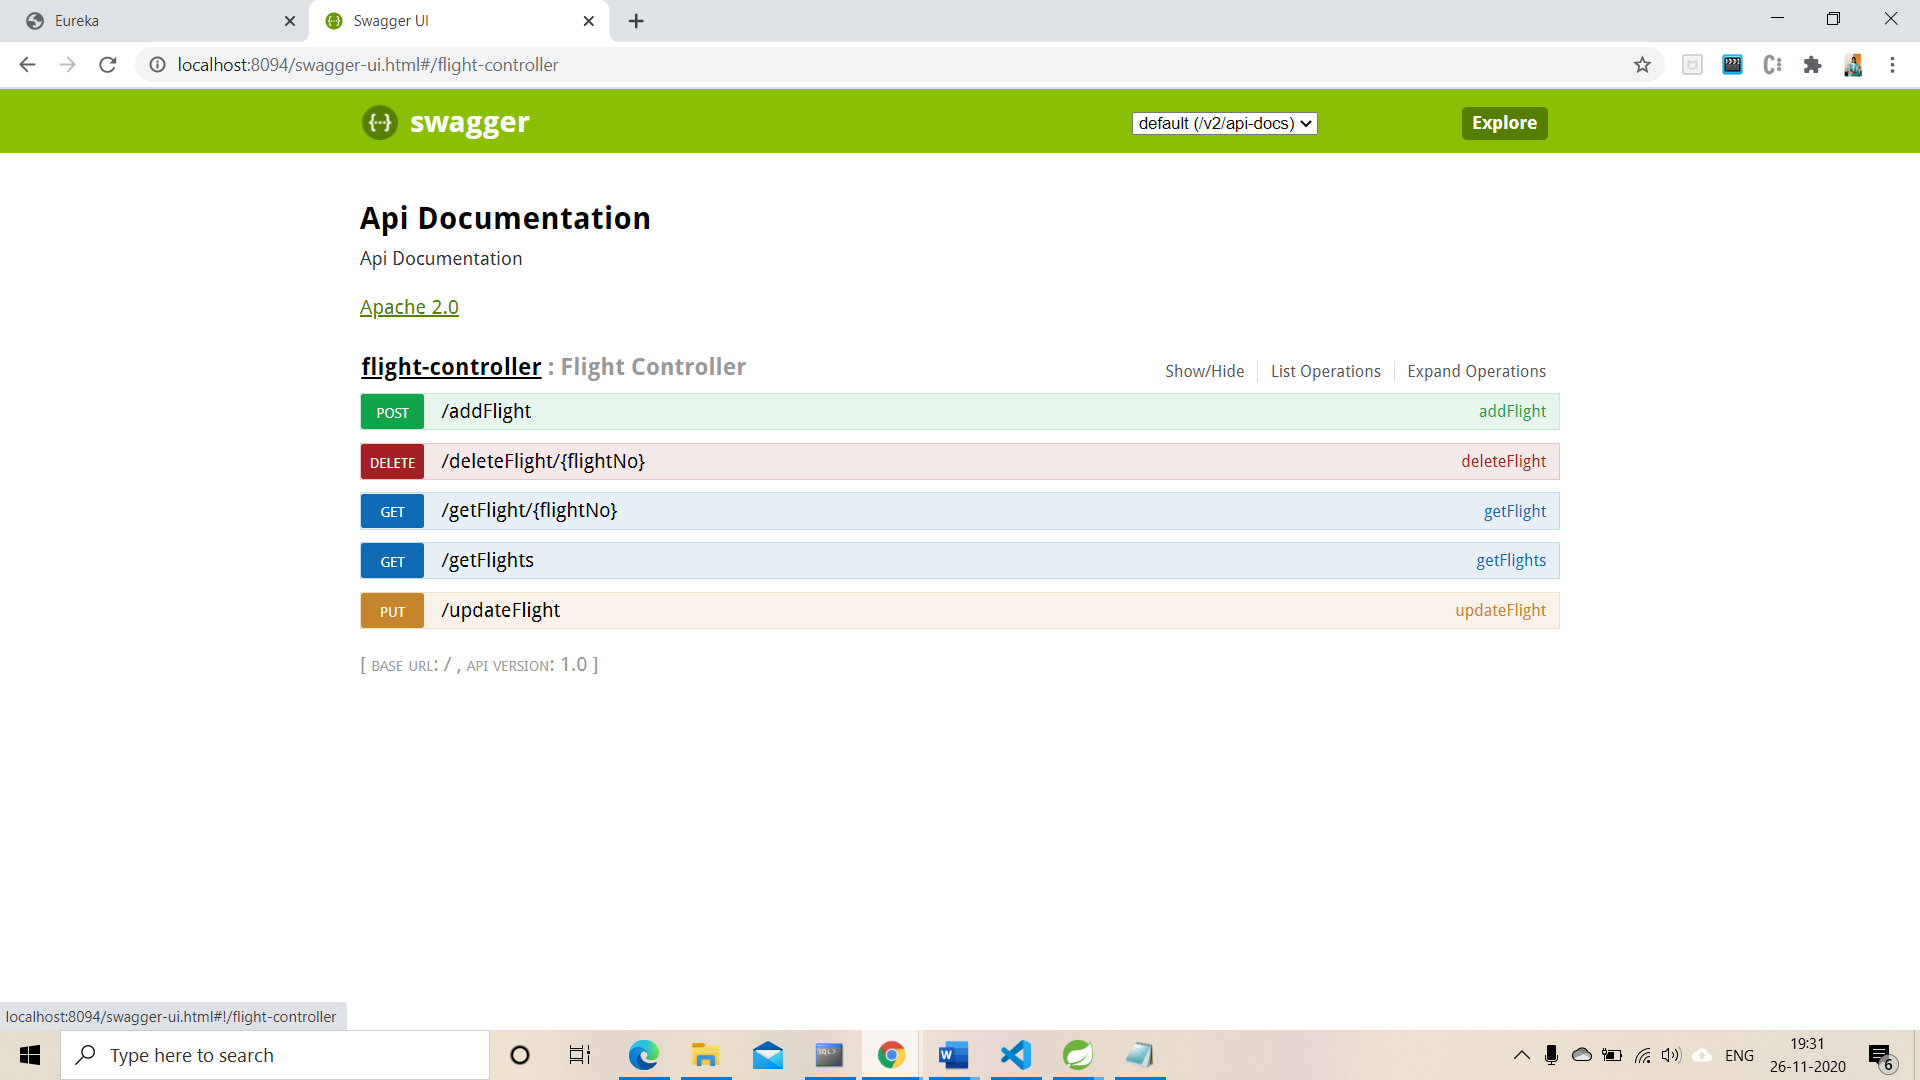 Eureka
Swagger UI
localhost:8094/swagger-ui.html#/flight-controller
{···} swagger
default (/v2/api-docs)
Explore
Api Documentation
Api Documentation
Apache 2.0
flight-controller : Flight Controller
Show/Hide
List Operations
Expand Operations
POST /addFlight addFlight
DELETE /deleteFlight/{flightNo} deleteFlight
GET /getFlight/{flightNo} getFlight
GET /getFlights getFlights
PUT /updateFlight updateFlight
[ BASE URL: / , API VERSION: 1.0 ]
localhost:8094/swagger-ui.html#!/flight-controller
Type here to search
SQL>
W
ENG
19:31
26-11-2020
6